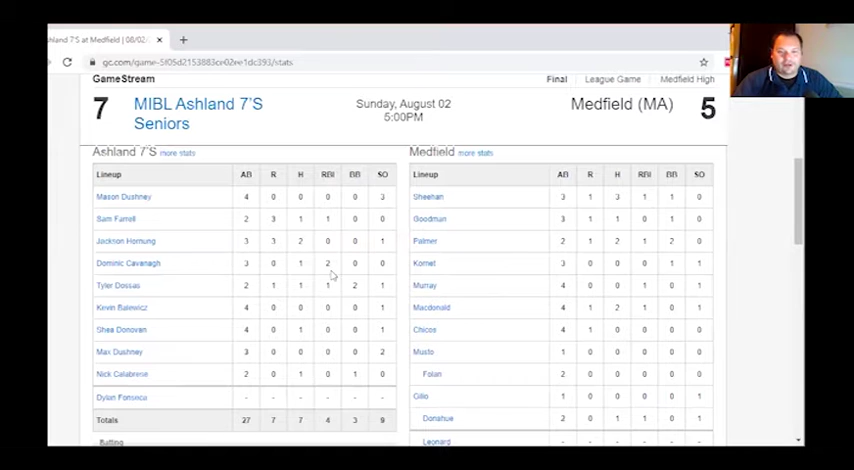 Ashland 7'S at Medfield | 08/02/
gc.com/game-5f05d2153883ce02ee1dc393/stats
GameStream
Final League Game Medfield High
7 MIBL Ashland 7'S Seniors
Sunday, August 02
5:00PM
Medfield (MA) 5
Ashland 7'S more stats
Lineup AB R H RBI BB SO
Mason Dushney 4 0 0 0 0 3
Sam Farrell 2 3 1 1 0 0
Jackson Hornung 3 3 2 0 0 1
Dominic Cavanagh 3 0 1 2 0 0
Tyler Dossas 2 1 1 1 2 1
Kevin Balewicz 4 0 0 0 0 1
Shea Donovan 4 0 1 0 0 1
Max Dushney 3 0 0 0 0 2
Nick Calabrese 2 0 1 0 1 0
Dylan Fonseca - - - - - -
Totals 27 7 7 4 3 9
Batting
Medfield more stats
Lineup AB R H RBI BB SO
Sheehan 3 1 3 1 1 0
Goodman 3 1 1 0 1 0
Palmer 2 1 2 1 2 0
Kornet 3 0 0 0 1 1
Murray 4 0 0 1 0 1
Macdonald 4 1 2 1 0 1
Chicos 4 1 0 0 0 0
Musto 1 0 0 0 0 0
Folan 2 0 0 0 0 0
Gilio 1 0 0 0 0 1
Donahue 2 0 1 1 0 1
Leonard - - - - - -